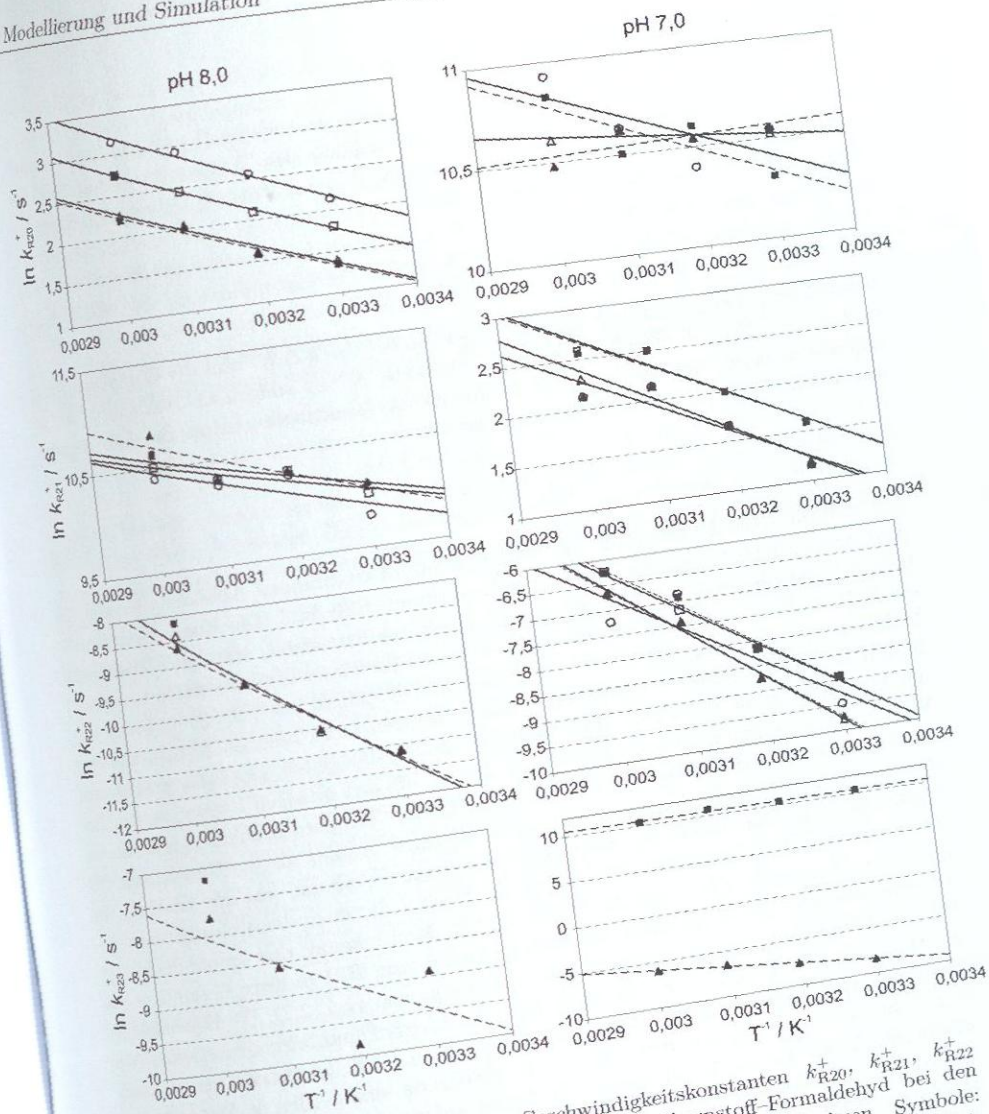 Modellierung und Simulation
pH 8,0
pH 7,0
3,5
3
2,5
2
1,5
1
ln k⁺R20 / s⁻¹
0,0029 0,003 0,0031 0,0032 0,0033 0,0034
11
10,5
10
0,0029 0,003 0,0031 0,0032 0,0033 0,0034
11,5
10,5
9,5
ln k⁺R21 / s⁻¹
0,0029 0,003 0,0031 0,0032 0,0033 0,0034
3
2,5
2
1,5
1
0,0029 0,003 0,0031 0,0032 0,0033 0,0034
-8
-8,5
-9
-9,5
-10
-10,5
-11
-11,5
-12
ln k⁺R22 / s⁻¹
0,0029 0,003 0,0031 0,0032 0,0033 0,0034
-6
-6,5
-7
-7,5
-8
-8,5
-9
-9,5
-10
0,0029 0,003 0,0031 0,0032 0,0033 0,0034
-7
-7,5
-8
-8,5
-9
-9,5
-10
ln k⁺R23 / s⁻¹
0,0029 0,003 0,0031 0,0032 0,0033 0,0034
T⁻¹ / K⁻¹
10
5
0
-5
-10
0,0029 0,003 0,0031 0,0032 0,0033 0,0034
T⁻¹ / K⁻¹
schwindigkeitskonstanten k⁺R20, k⁺R21, k⁺R22
nstoff–Formaldehyd bei den
Symbole: